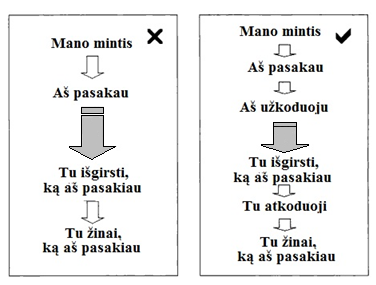 Mano mintis
Aš pasakau
Tu išgirsti,
ką aš pasakiau
Tu žinai,
ką aš pasakiau
Mano mintis
Aš pasakau
Aš užkoduoju
Tu išgirsti,
ką aš pasakiau
Tu atkoduoji
Tu žinai,
ką aš pasakiau